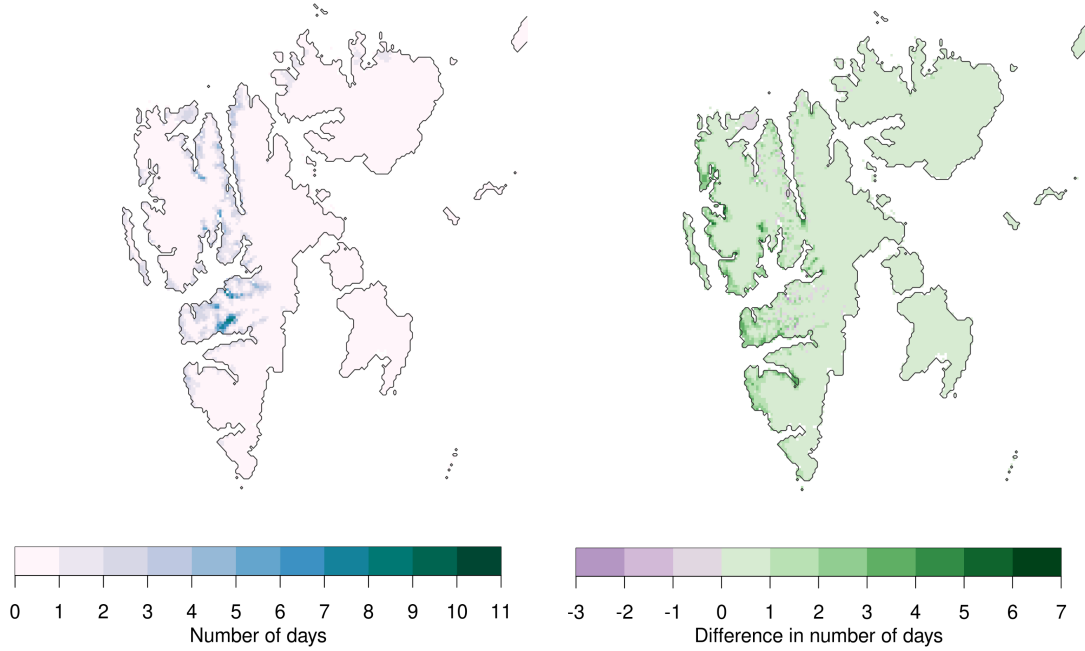 0 1 2 3 4 5 6 7 8 9 10 11
Number of days
-3 -2 -1 0 1 2 3 4 5 6 7
Difference in number of days